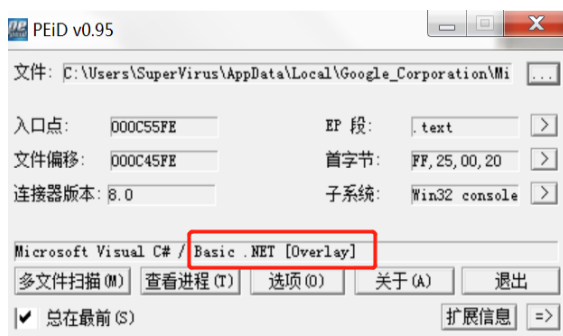 PEiD v0.95
文件: C:\Users\SuperVirus\AppData\Local\Google_Corporation\Mi ...
入口点: 000C55FE EP 段: .text >
文件偏移: 000C45FE 首字节: FF,25,00,20 >
连接器版本: 8.0 子系统: Win32 console >
Microsoft Visual C# / Basic .NET [Overlay]
多文件扫描(M) 查看进程(T) 选项(O) 关于(A) 退出
总在最前(S) 扩展信息 =>